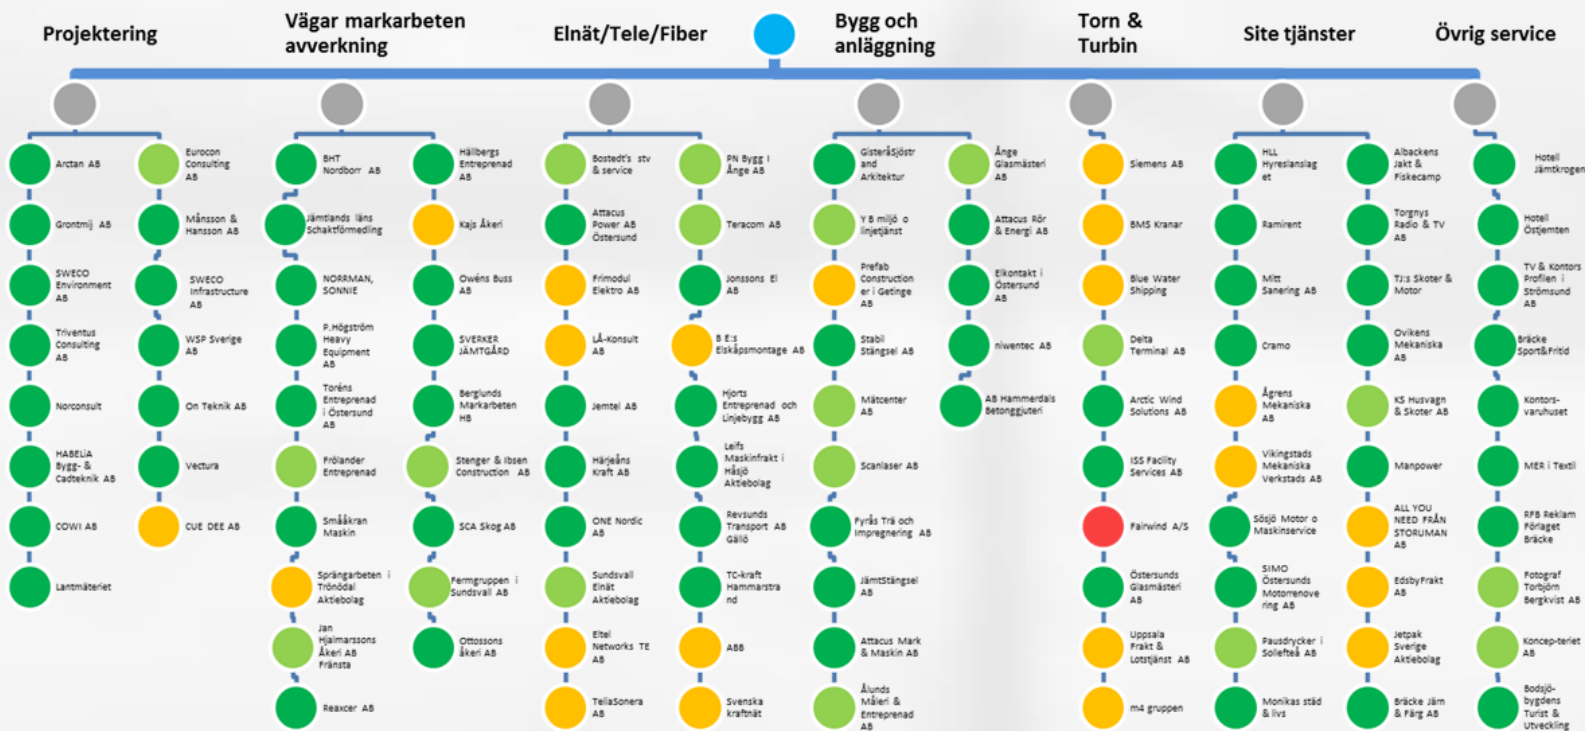 Projektering
Vägar markarbeten
avverkning
Elnät/Tele/Fiber
Bygg och
anläggning
Torn &
Turbin
Site tjänster
Övrig service
Arctan AB
Grontmij AB
SWECO
Environment
AB
Triventus
Consulting
AB
Norconsult
HABELiA
Bygg- &
Cadteknik AB
COWI AB
Lantmäteriet
Eurocon
Consulting
AB
Månsson &
Hansson AB
SWECO
Infrastructure
AB
WSP Sverige
AB
On Teknik AB
Vectura
CUE DEE AB
BHT
Nordborr AB
Jämtlands läns
Schaktförmedling
NORRMAN,
SONNIE
P.Högström
Heavy
Equipment
AB
Toréns
Entreprenad
i Östersund
AB
Frölander
Entreprenad
Smååkran
Maskin
Sprängarbeten i
Trönödal
Aktiebolag
Jan
Hjalmarssons
Åkeri AB
Fränsta
Reaxcer AB
Hällbergs
Entreprenad
AB
Kajs Åkeri
Owéns Buss
AB
SVERKER
JÄMTGÅRD
Berglunds
Markarbeten
HB
Stenger & Ibsen
Construction AB
SCA Skog AB
Fermgruppen i
Sundsvall AB
Ottossons
åkeri AB
Bostedt's stv
& service
Attacus
Power AB
Östersund
Frimodul
Elektro AB
LÅ-Konsult
AB
Jemtel AB
Härjeåns
Kraft AB
ONE Nordic
AB
Sundsvall
Elnät
Aktiebolag
Eltel
Networks TE
AB
TeliaSonera
AB
PN Bygg i
Ånge AB
Teracom AB
Jonssons El
AB
B E:s
Elskåpsmontage AB
Hjorts
Entreprenad och
Linjebygg AB
Leifs
Maskinfrakt i
Håsjö
Aktiebolag
Revsunds
Transport AB
Gällö
TC-kraft
Hammarstra
nd
ABB
Svenska
kraftnät
GisteråSjöstr
and
Arkitektur
Y B miljö o
linjetjänst
Prefab
Construction
er i Getinge
AB
Stabil
Stängsel AB
Mätcenter
AB
Scanlaser AB
Fyrås Trä och
Impregnering AB
JämtStängsel
AB
Attacus Mark
& Maskin AB
Ålunds
Måleri &
Entreprenad
AB
Ånge
Glasmästeri
AB
Attacus Rör
& Energi AB
Elkontakt i
Östersund
AB
niwentec AB
AB Hammerdals
Betonggjuteri
Siemens AB
BMS Kranar
Blue Water
Shipping
Delta
Terminal AB
Arctic Wind
Solutions AB
ISS Facility
Services AB
Fairwind A/S
Östersunds
Glasmästeri
AB
Uppsala
Frakt &
Lotstjänst AB
m4 gruppen
HLL
Hyreslanslag
et
Ramirent
Mitt
Sanering AB
Cramo
Ågrens
Mekaniska
AB
Vikingstads
Mekaniska
Verkstads AB
Sösjö Motor o
Maskinservice
SIMO
Östersunds
Motorrenove
ring AB
Pausdrycker i
Sollefteå AB
Monikas städ
& livs
Albackens
Jakt &
Fiskecamp
Torgnys
Radio & TV
AB
TJ:s Skoter &
Motor
Ovikens
Mekaniska
AB
KS Husvagn
& Skoter AB
Manpower
ALL YOU
NEED FRÅN
STORUMAN
AB
EdsbyFrakt
AB
Jetpak
Sverige
Aktiebolag
Bräcke Järn
& Färg AB
Hotell
Jämtkrogen
Hotell
Östjemten
TV & Kontors
Profilen i
Strömsund
AB
Bräcke
Sport&Fritid
Kontors-
varuhuset
MER i Textil
RFB Reklam
Förlaget
Bräcke
Fotograf
Torbjörn
Bergkvist AB
Koncep-teriet
AB
Bodsjö-
bygdens
Turist &
Utveckling